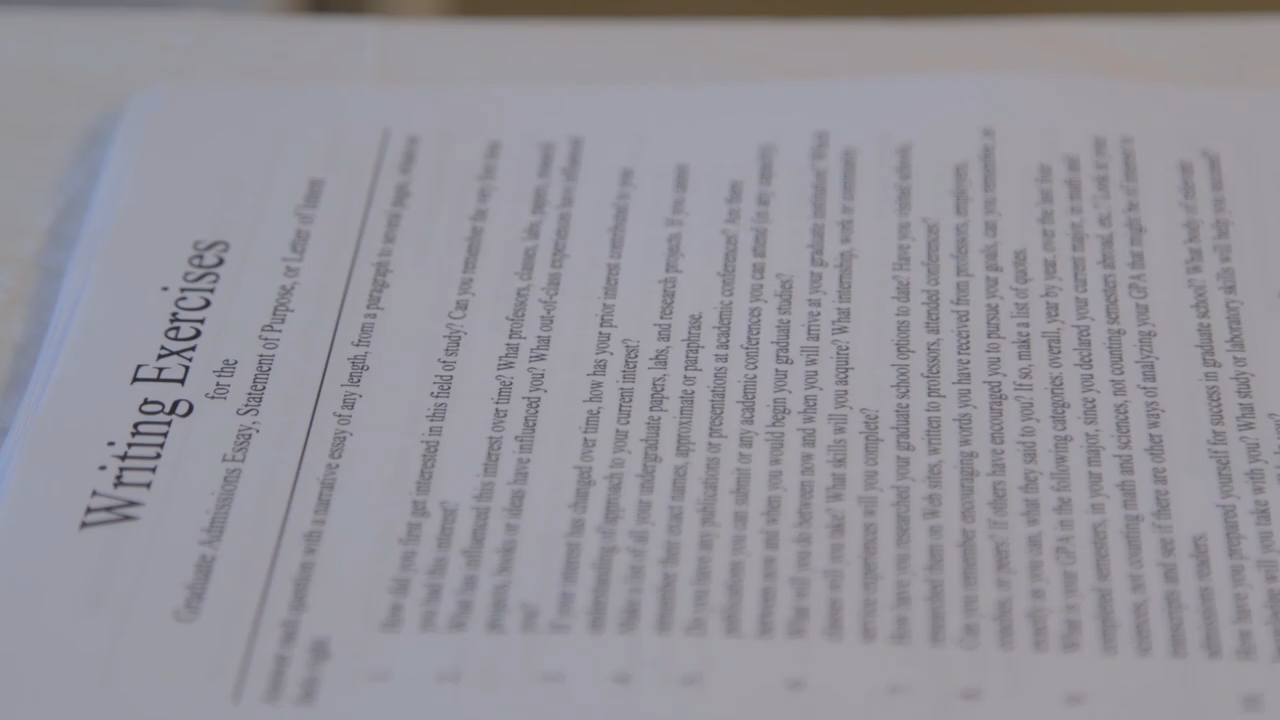 Writing Exercises
for the
Graduate Admissions Essay, Statement of Purpose, or Letter of Intent
Answer each question with a narrative essay of any length, from a paragraph to several pages, whatever
feels right.
1. How did you first get interested in this field of study? Can you remember the very first time
you had this interest?
2. What has influenced this interest over time? What professors, classes, labs, papers, research
projects, books or ideas have influenced you? What out-of-class experiences have influenced
you?
3. If your interest has changed over time, how has your prior interest contributed to your
understanding of/approach to your current interest?
4. Make a list of all your undergraduate papers, labs, and research projects. If you cannot
remember their exact names, approximate or paraphrase.
5. Do you have any publications or presentations at academic conferences? Are there
publications you can submit or any academic conferences you can attend (in any capacity)
between now and when you would begin your graduate studies?
6. What will you do between now and when you will arrive at your graduate institution? What
classes will you take? What skills will you acquire? What internship, work or community
service experiences will you complete?
7. How have you researched your graduate school options to date? Have you visited schools,
researched them on Web sites, written to professors, attended conferences?
8. Can you remember encouraging words you have received from professors, employers,
coaches, or peers? If others have encouraged you to pursue your goals, can you remember, as
exactly as you can, what they said to you? If so, make a list of quotes.
9. What is your GPA in the following categories: overall, year by year, over the last four
completed semesters, in your major, since you declared your current major, in math and
sciences, not counting math and sciences, not counting semesters abroad, etc." Look at your
transcripts and see if there are other ways of analyzing your GPA that might be of interest to
admissions readers.
10. How have you prepared yourself for success in graduate school? What body of relevant
will you take with you? What study or laboratory skills will help you succeed?